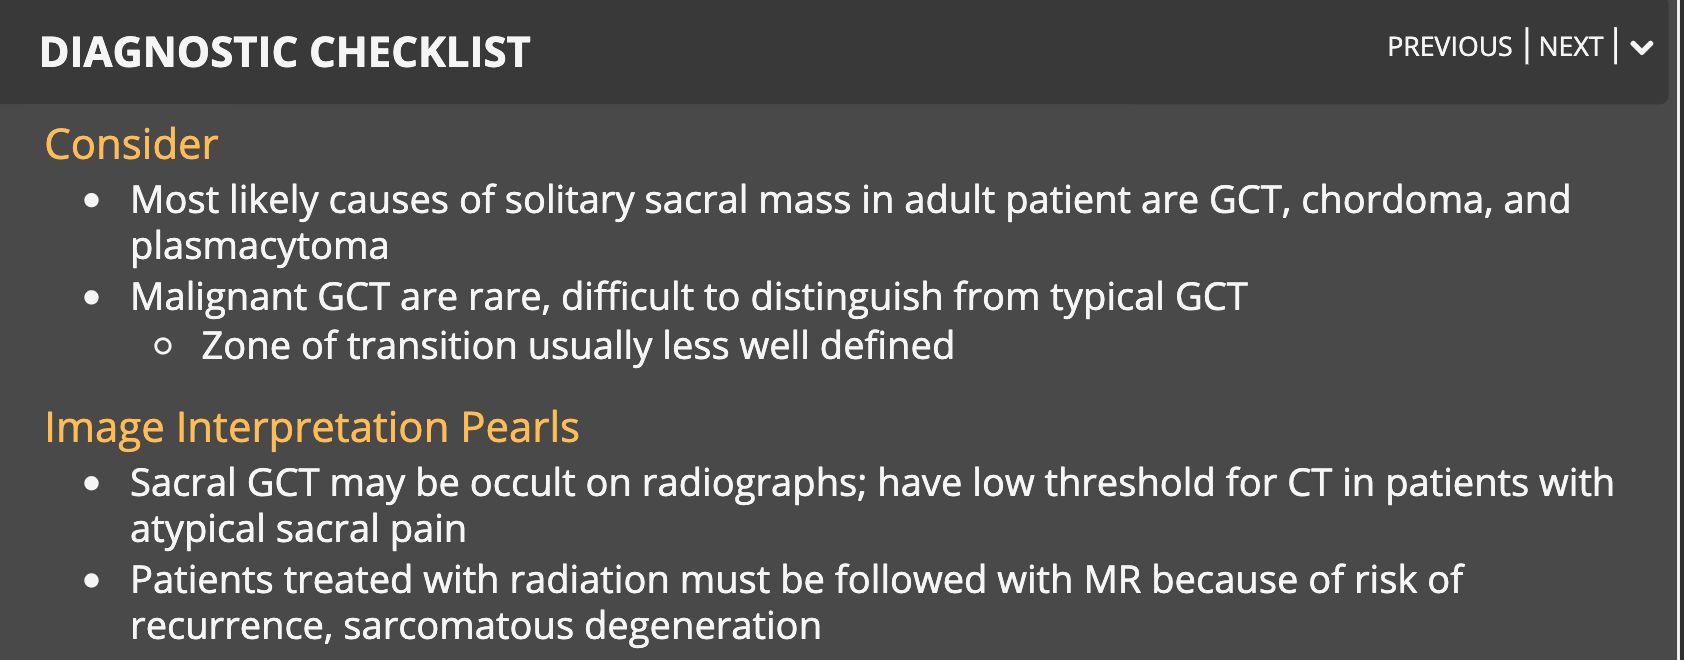 DIAGNOSTIC CHECKLIST
PREVIOUS | NEXT |
Consider
• Most likely causes of solitary sacral mass in adult patient are GCT, chordoma, and
plasmacytoma
• Malignant GCT are rare, difficult to distinguish from typical GCT
◦ Zone of transition usually less well defined
Image Interpretation Pearls
• Sacral GCT may be occult on radiographs; have low threshold for CT in patients with
atypical sacral pain
• Patients treated with radiation must be followed with MR because of risk of
recurrence, sarcomatous degeneration